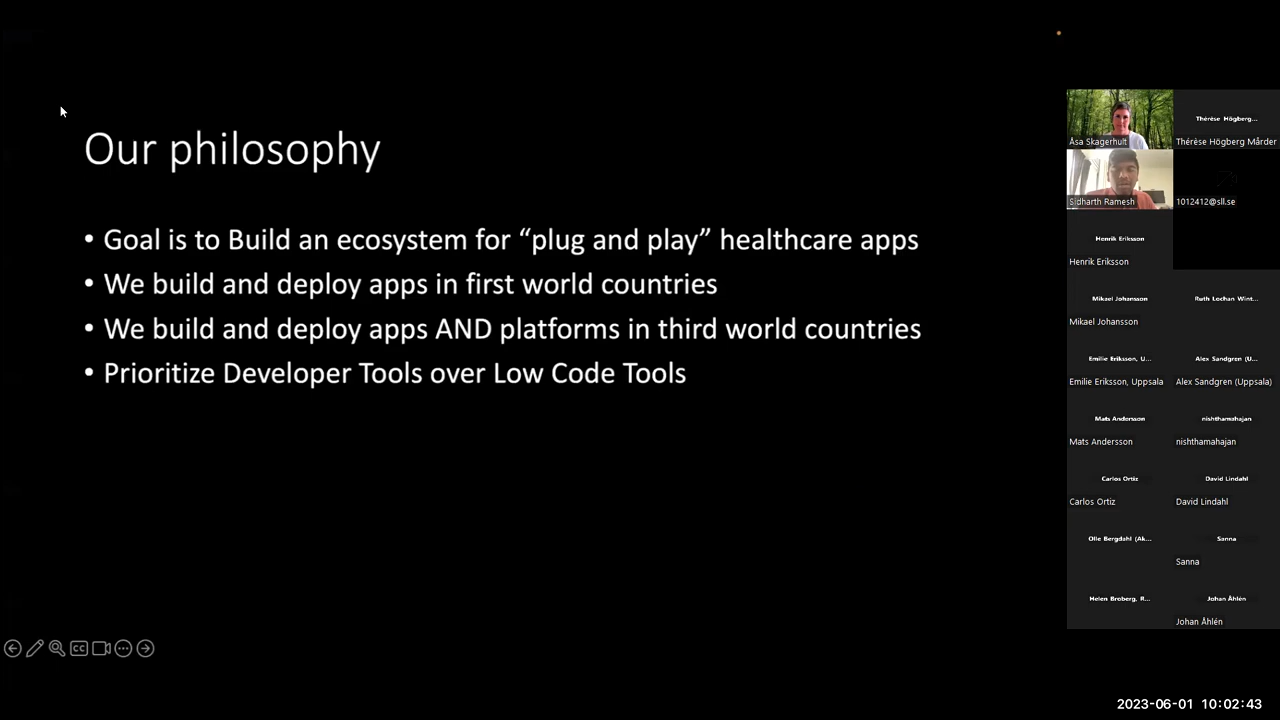 Our philosophy
• Goal is to Build an ecosystem for “plug and play” healthcare apps
• We build and deploy apps in first world countries
• We build and deploy apps AND platforms in third world countries
• Prioritize Developer Tools over Low Code Tools
Åsa Skagerhult
Thérèse Högberg...
Thérèse Högberg Mårder
Sidharth Ramesh
1012412@sll.se
Henrik Eriksson
Henrik Eriksson
Mikael Johansson
Mikael Johansson
Ruth Lochan Wint...
Emilie Eriksson, U...
Emilie Eriksson, Uppsala
Alex Sandgren (U...
Alex Sandgren (Uppsala)
Mats Andersson
Mats Andersson
nishthamahajan
nishthamahajan
Carlos Ortiz
Carlos Ortiz
David Lindahl
David Lindahl
Olle Bergdahl (Ak...
Sanna
Sanna
Helen Broberg, R...
Johan Åhlén
Johan Åhlén
CC
2023-06-01 10:02:43